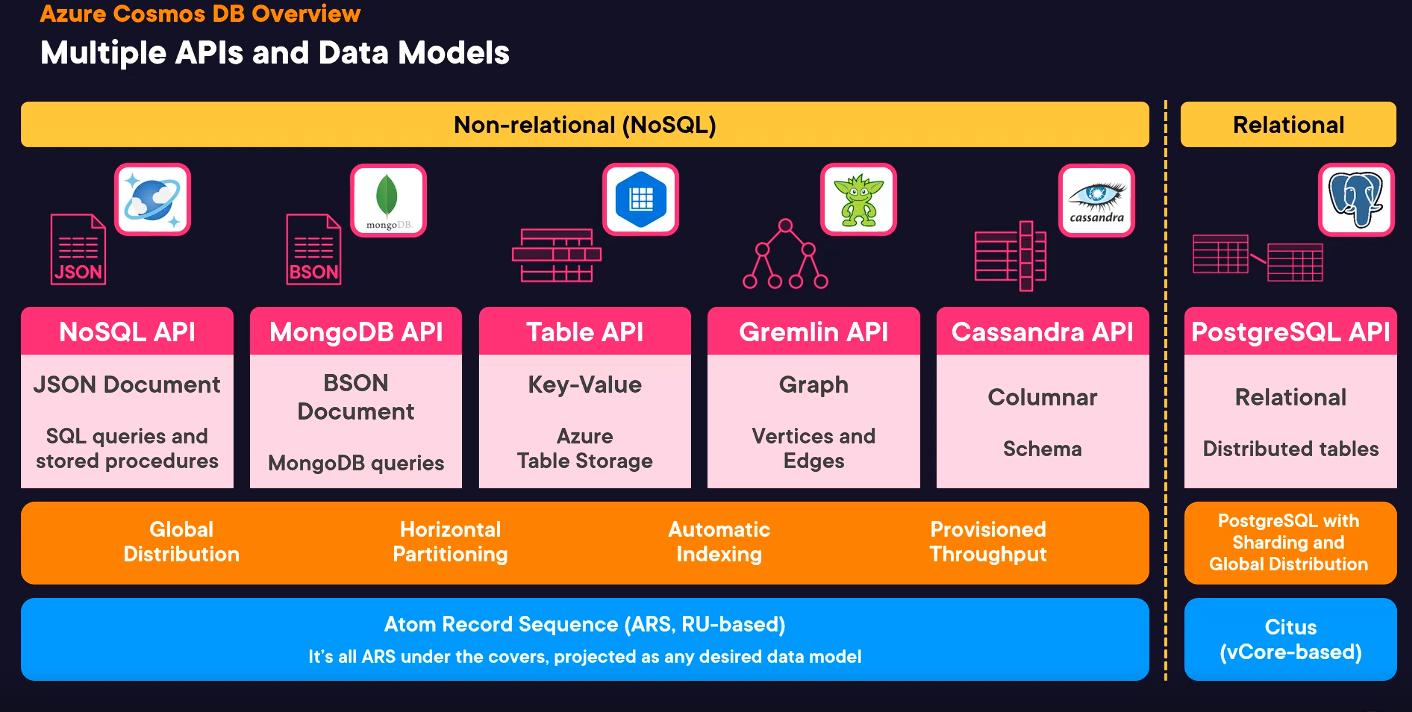 Azure Cosmos DB Overview
Multiple APIs and Data Models
Non-relational (NoSQL)
Relational
JSON
BSON
mongoDB.
cassandra
NoSQL API
JSON Document
SQL queries and
stored procedures
MongoDB API
BSON
Document
MongoDB queries
Table API
Key-Value
Azure
Table Storage
Gremlin API
Graph
Vertices and
Edges
Cassandra API
Columnar
Schema
PostgreSQL API
Relational
Distributed tables
Global
Distribution
Horizontal
Partitioning
Automatic
Indexing
Provisioned
Throughput
PostgreSQL with
Sharding and
Global Distribution
Atom Record Sequence (ARS, RU-based)
It's all ARS under the covers, projected as any desired data model
Citus
(vCore-based)